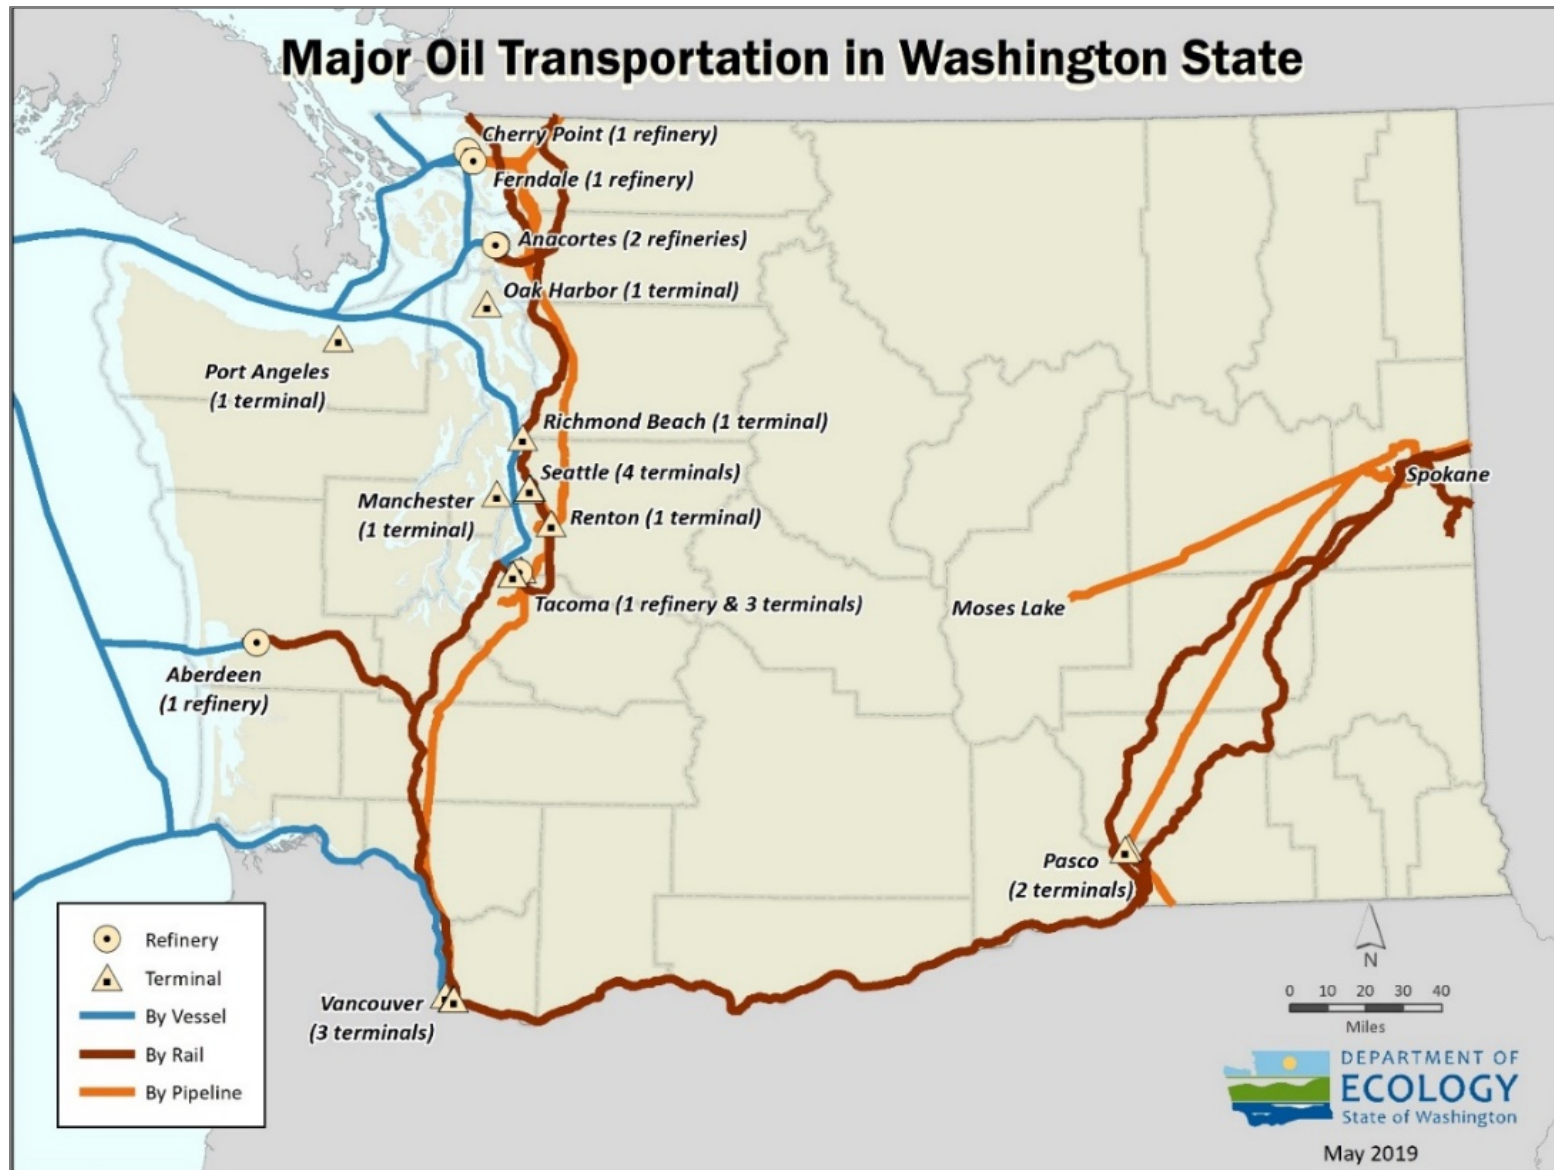 Major Oil Transportation in Washington State
Cherry Point (1 refinery)
Ferndale (1 refinery)
Anacortes (2 refineries)
Oak Harbor (1 terminal)
Port Angeles
(1 terminal)
Richmond Beach (1 terminal)
Seattle (4 terminals)
Spokane
Manchester
(1 terminal)
Renton (1 terminal)
Tacoma (1 refinery & 3 terminals)
Moses Lake
Aberdeen
(1 refinery)
Pasco
(2 terminals)
Vancouver
(3 terminals)
Refinery
Terminal
By Vessel
By Rail
By Pipeline
N
0 10 20 30 40
Miles
DEPARTMENT OF
ECOLOGY
State of Washington
May 2019